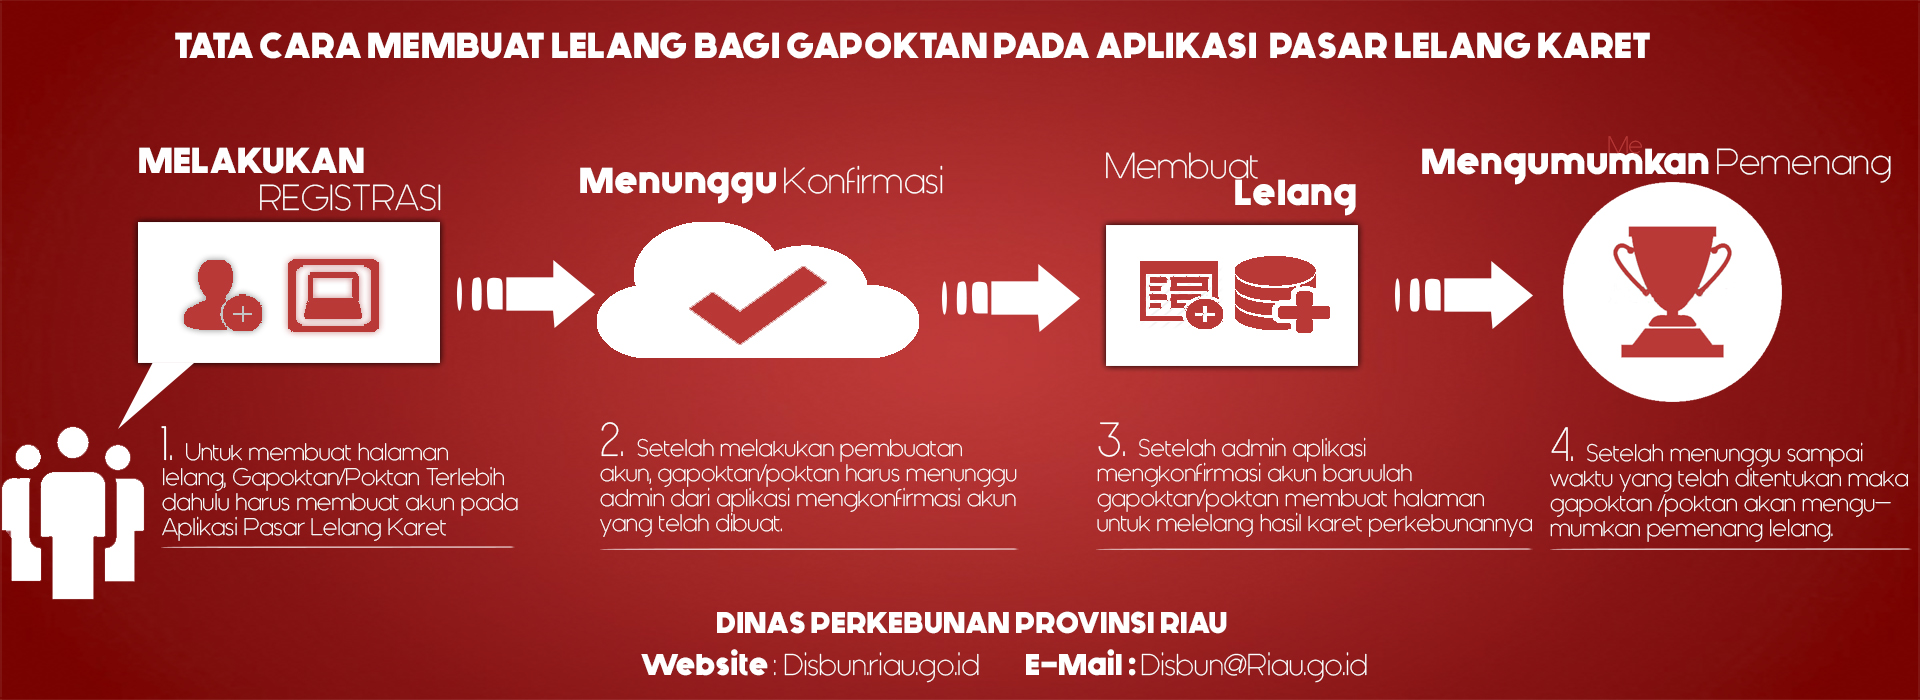 TATA CARA MEMBUAT LELANG BAGI GAPOKTAN PADA APLIKASI PASAR LELANG KARET
MELAKUKAN
REGISTRASI
Menunggu Konfirmasi
Membuat
Lelang
Me
Mengumumkan Pemenang
1. Untuk membuat halaman
lelang, Gapoktan/Poktan Terlebih
dahulu harus membuat akun pada
Aplikasi Pasar Lelang Karet
2. Setelah melakukan pembuatan
akun, gapoktan/poktan harus menunggu
admin dari aplikasi mengkonfirmasi akun
yang telah dibuat.
3. Setelah admin aplikasi
mengkonfirmasi akun baruulah
gapoktan/poktan membuat halaman
untuk melelang hasil karet perkebunannya
4. Setelah menunggu sampai
waktu yang telah ditentukan maka
gapoktan /poktan akan mengu-
mumkan pemenang lelang.
DINAS PERKEBUNAN PROVINSI RIAU
Website : Disbun.riau.go.id E-Mail : Disbun@Riau.go.id